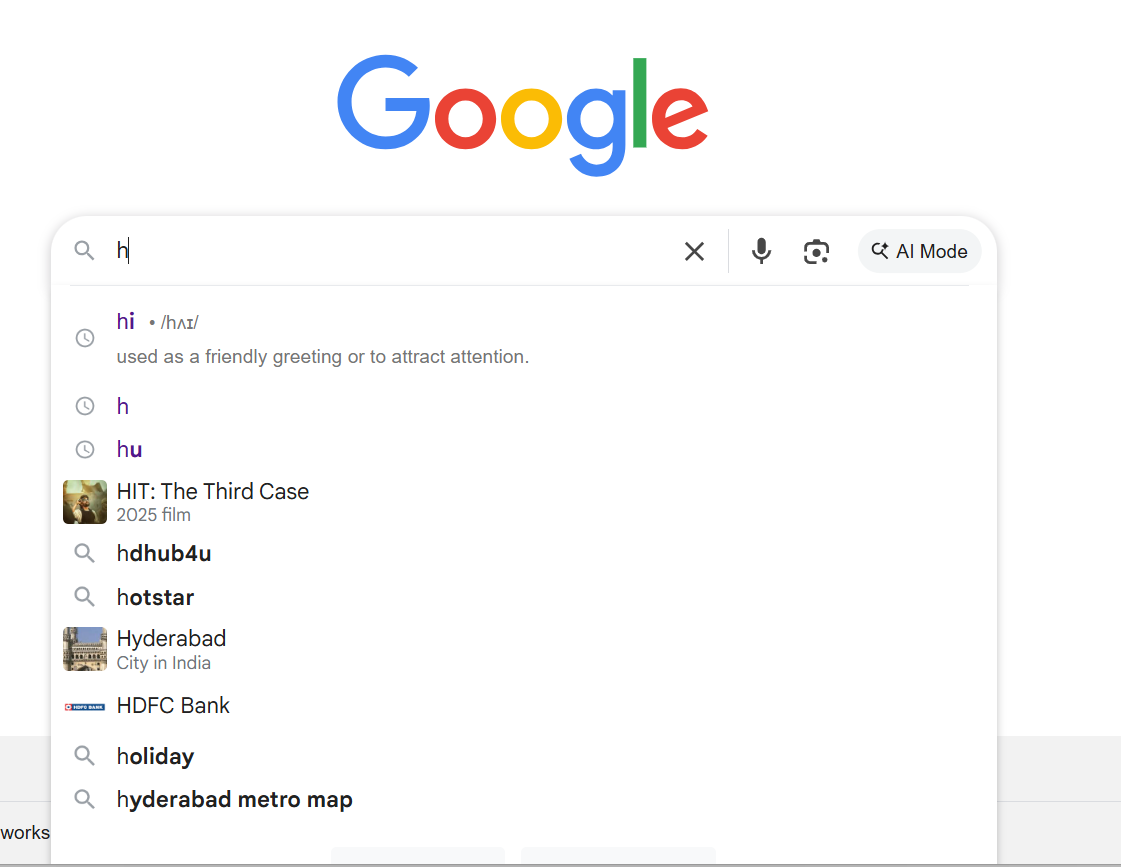 Google
h
AI Mode
hi • /hʌɪ/
used as a friendly greeting or to attract attention.
h
hu
HIT: The Third Case
2025 film
hdhub4u
hotstar
Hyderabad
City in India
HDFC BANK HDFC Bank
holiday
hyderabad metro map
works